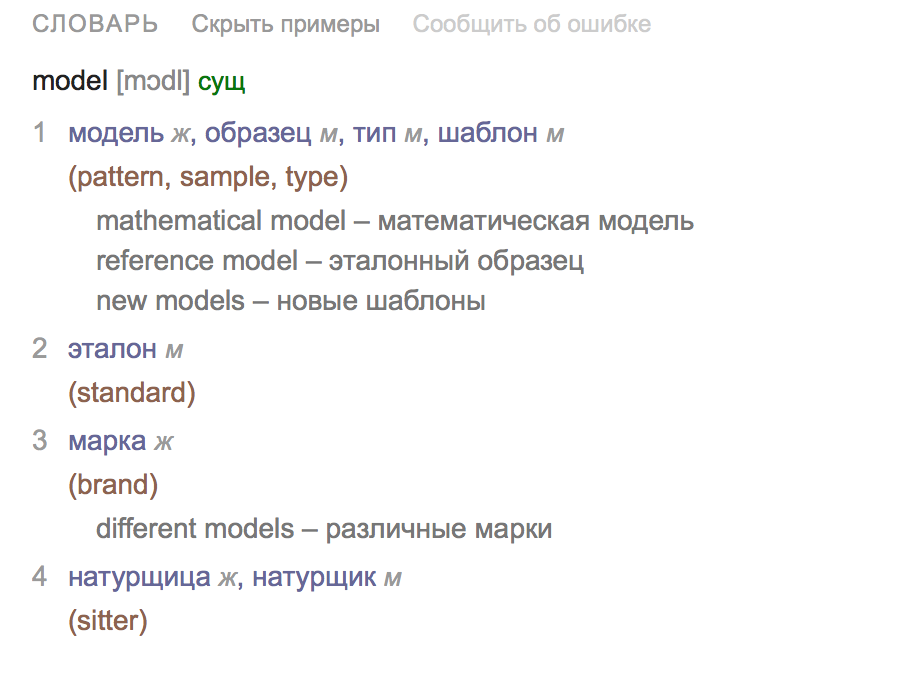 СЛОВАРЬ Скрыть примеры Сообщить об ошибке
model [mɔdl] сущ
1 модель ж, образец м, тип м, шаблон м
(pattern, sample, type)
mathematical model – математическая модель
reference model – эталонный образец
new models – новые шаблоны
2 эталон м
(standard)
3 марка ж
(brand)
different models – различные марки
4 натурщица ж, натурщик м
(sitter)